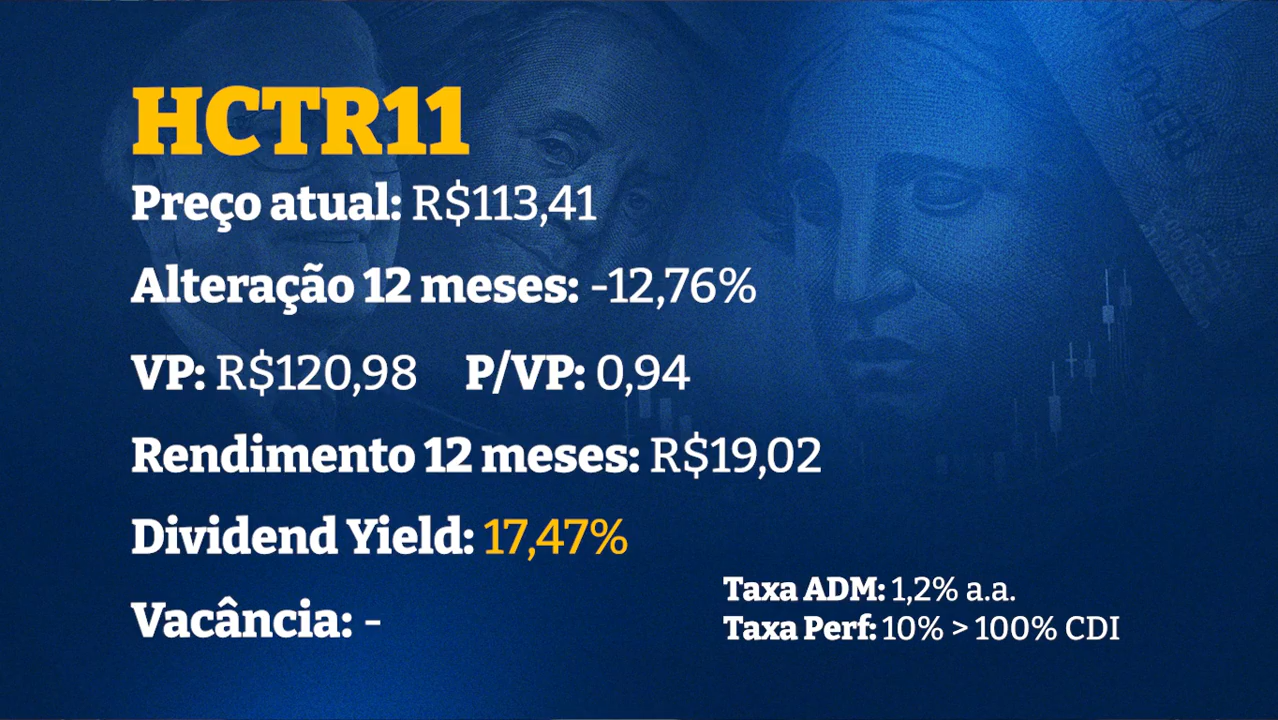 HCTR11
Preço atual: R$113,41
Alteração 12 meses: -12,76%
VP: R$120,98 P/VP: 0,94
Rendimento 12 meses: R$19,02
Dividend Yield: 17,47%
Vacância: -
Taxa ADM: 1,2% a.a.
Taxa Perf: 10% > 100% CDI